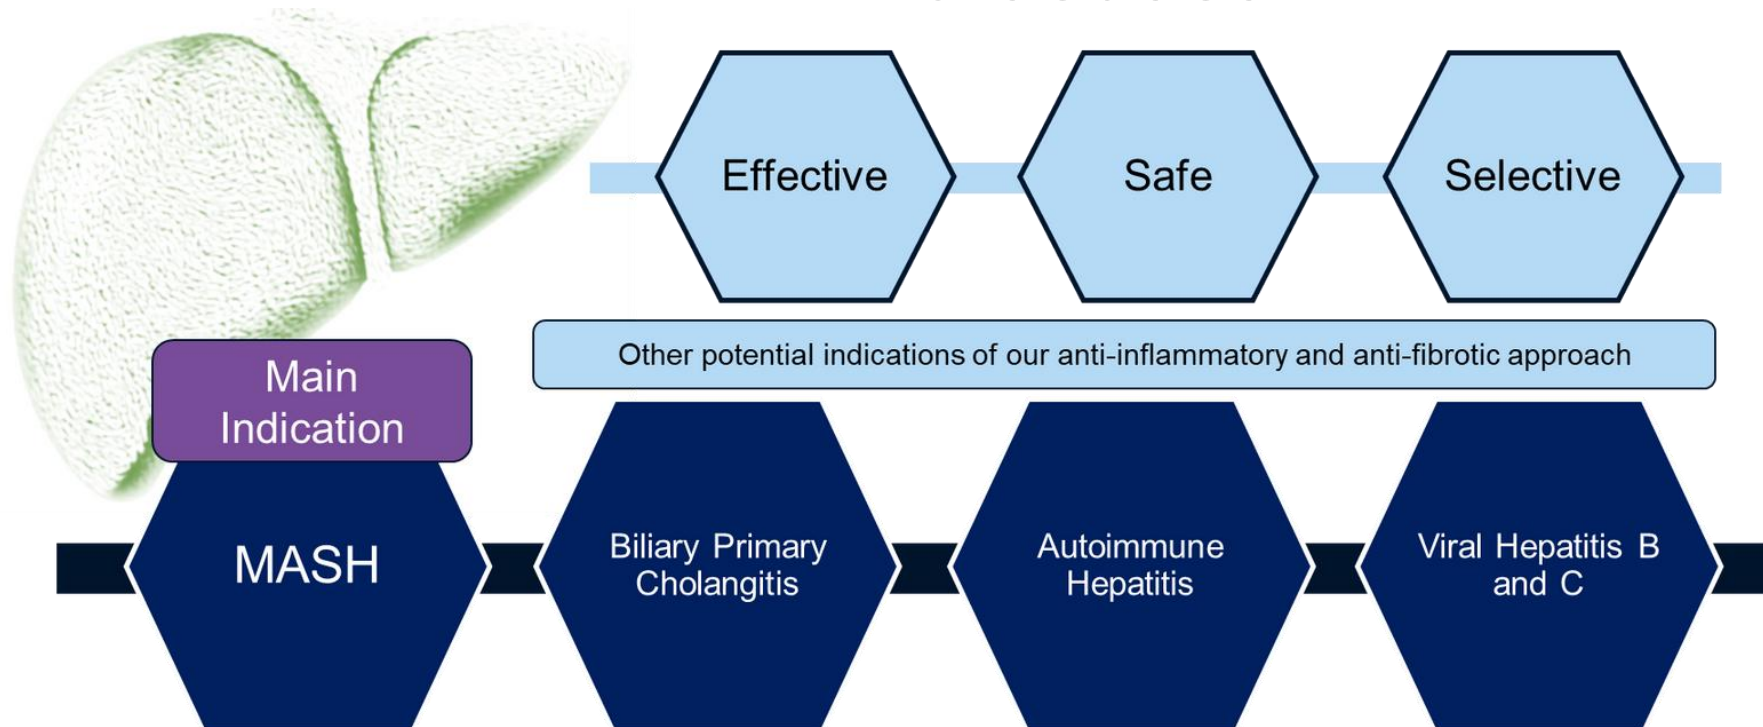 Effective
Safe
Selective
Other potential indications of our anti-inflammatory and anti-fibrotic approach
Main
Indication
MASH
Biliary Primary
Cholangitis
Autoimmune
Hepatitis
Viral Hepatitis B
and C